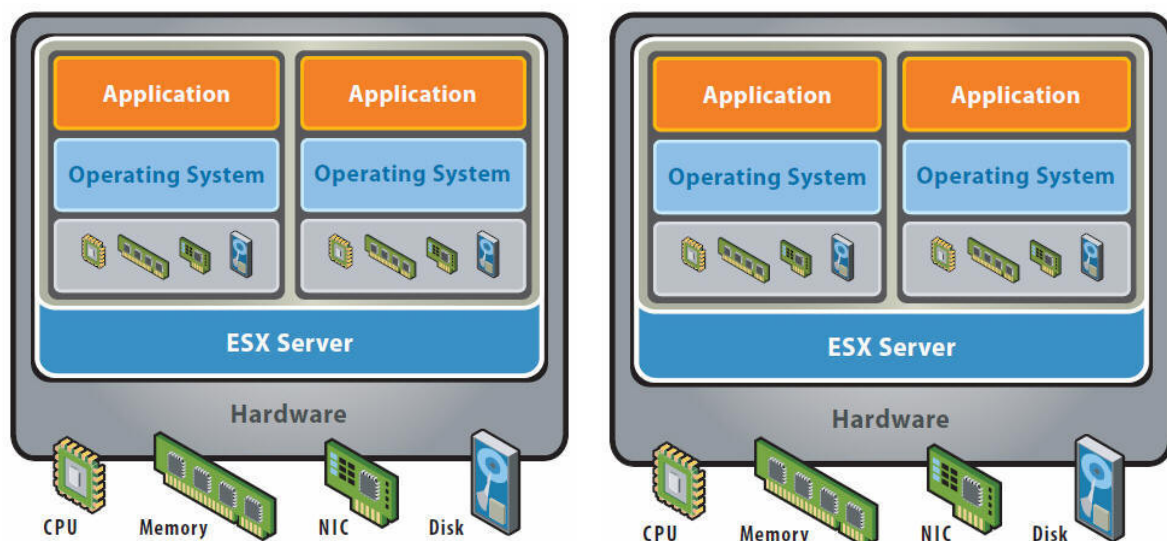 Application
Application
Operating System
Operating System
ESX Server
Hardware
CPU
Memory
NIC
Disk
Application
Application
Operating System
Operating System
ESX Server
Hardware
CPU
Memory
NIC
Disk